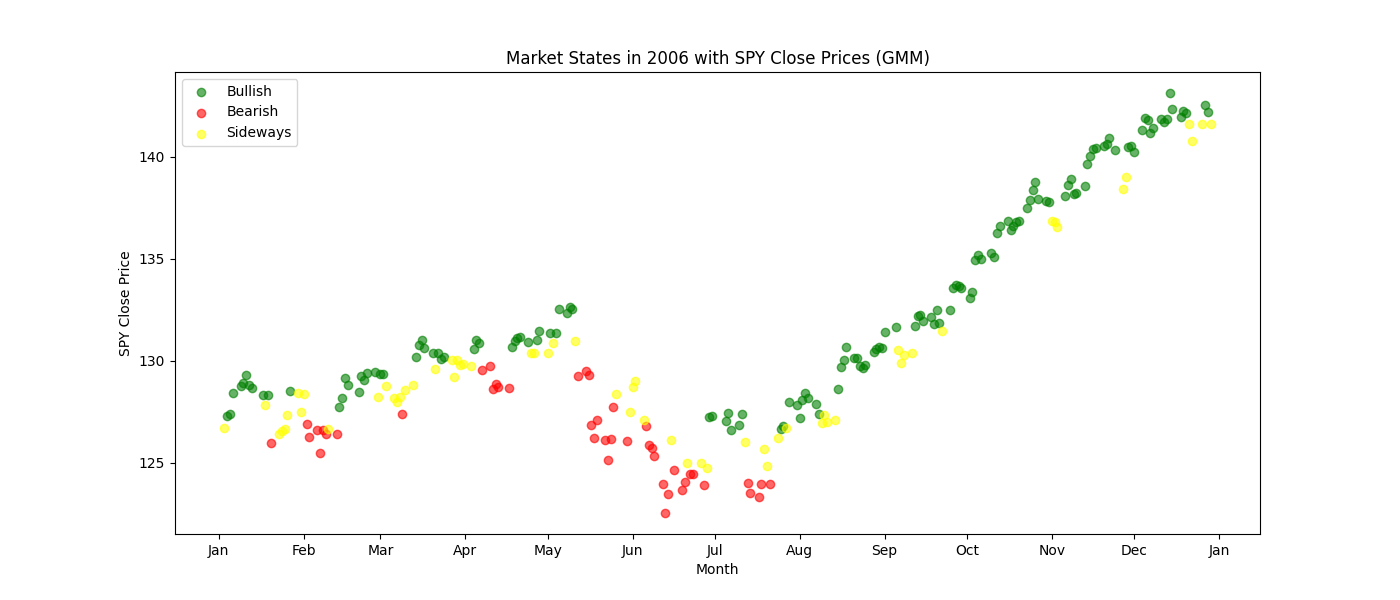 Market States in 2006 with SPY Close Prices (GMM)
Bullish
Bearish
Sideways
140
135
130
125
SPY Close Price
Jan Feb Mar Apr May Jun Jul Aug Sep Oct Nov Dec Jan
Month